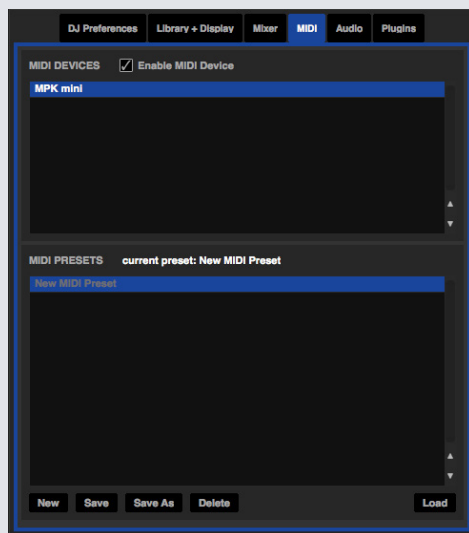 DJ Preferences Library + Display Mixer MIDI Audio Plugins
MIDI DEVICES Enable MIDI Device
MPK mini
MIDI PRESETS current preset: New MIDI Preset
New MIDI Preset
New Save Save As Delete Load